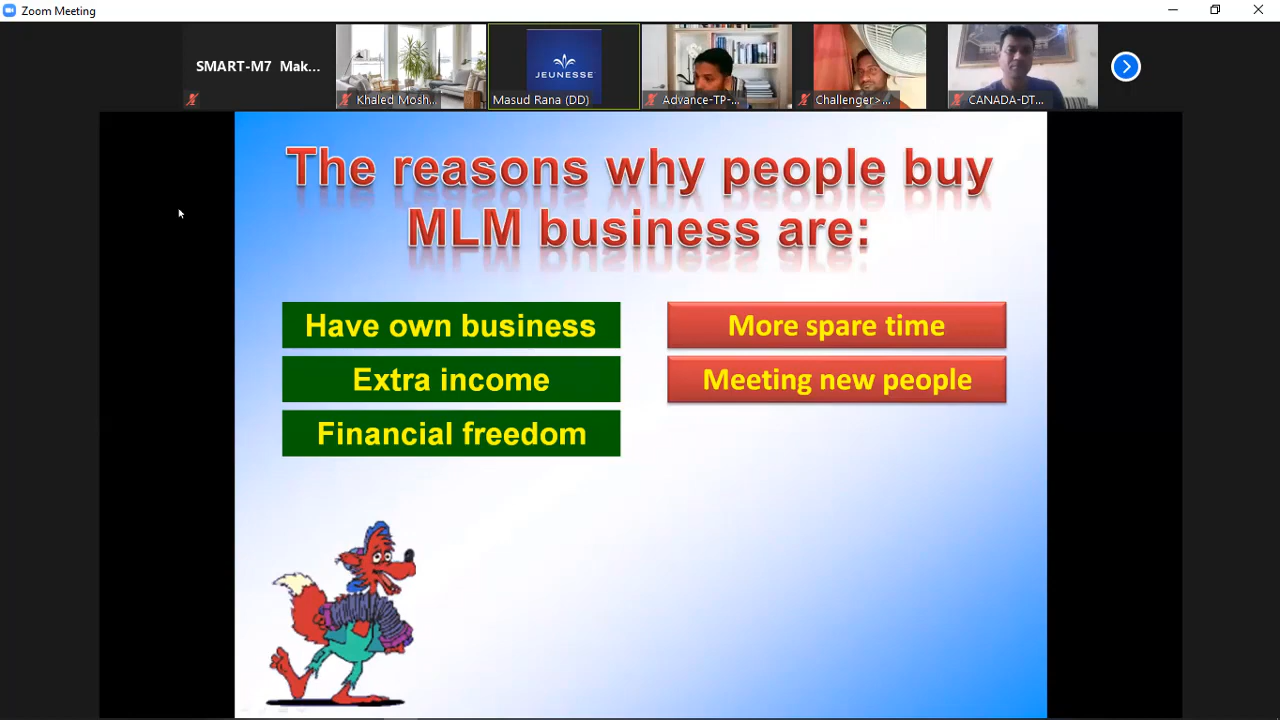 Zoom Meeting
SMART-M7 Mak...
Khaled Mosh...
JEUNESSE
Masud Rana (DD)
Advance-TP-...
Challenger>...
CANADA-DT...
The reasons why people buy
MLM business are:
Have own business
More spare time
Extra income
Meeting new people
Financial freedom